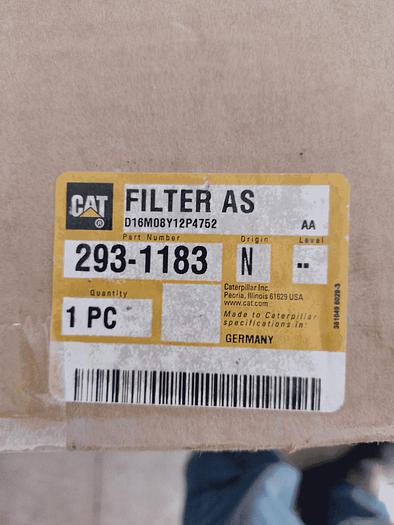 CAT
®
FILTER AS
D16M08Y12P4752
AA
Part Number
Origin
Level
293-1183
N
--
Quantity
1 PC
Caterpillar Inc.
Peoria, Illinois 61629 USA
www.cat.com
Made to Caterpillar
specifications in:
GERMANY